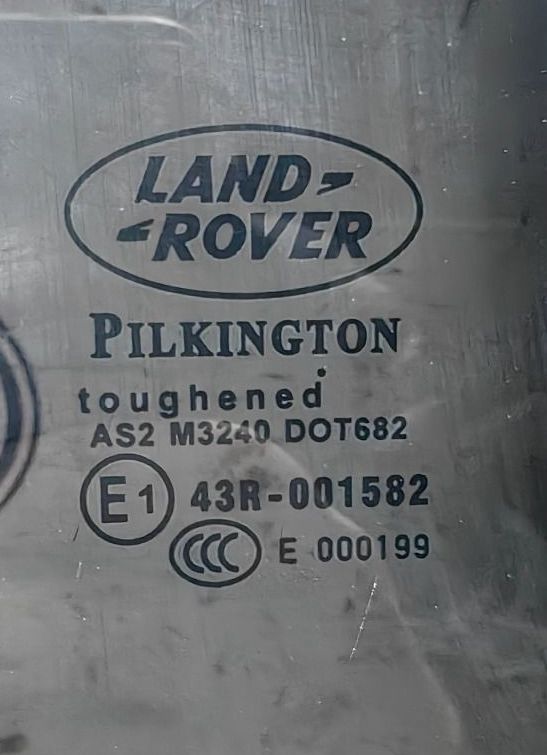 LAND
ROVER
PILKINGTON
toughened
AS2 M3240 DOT682
E1 43R-001582
CCC E 000199